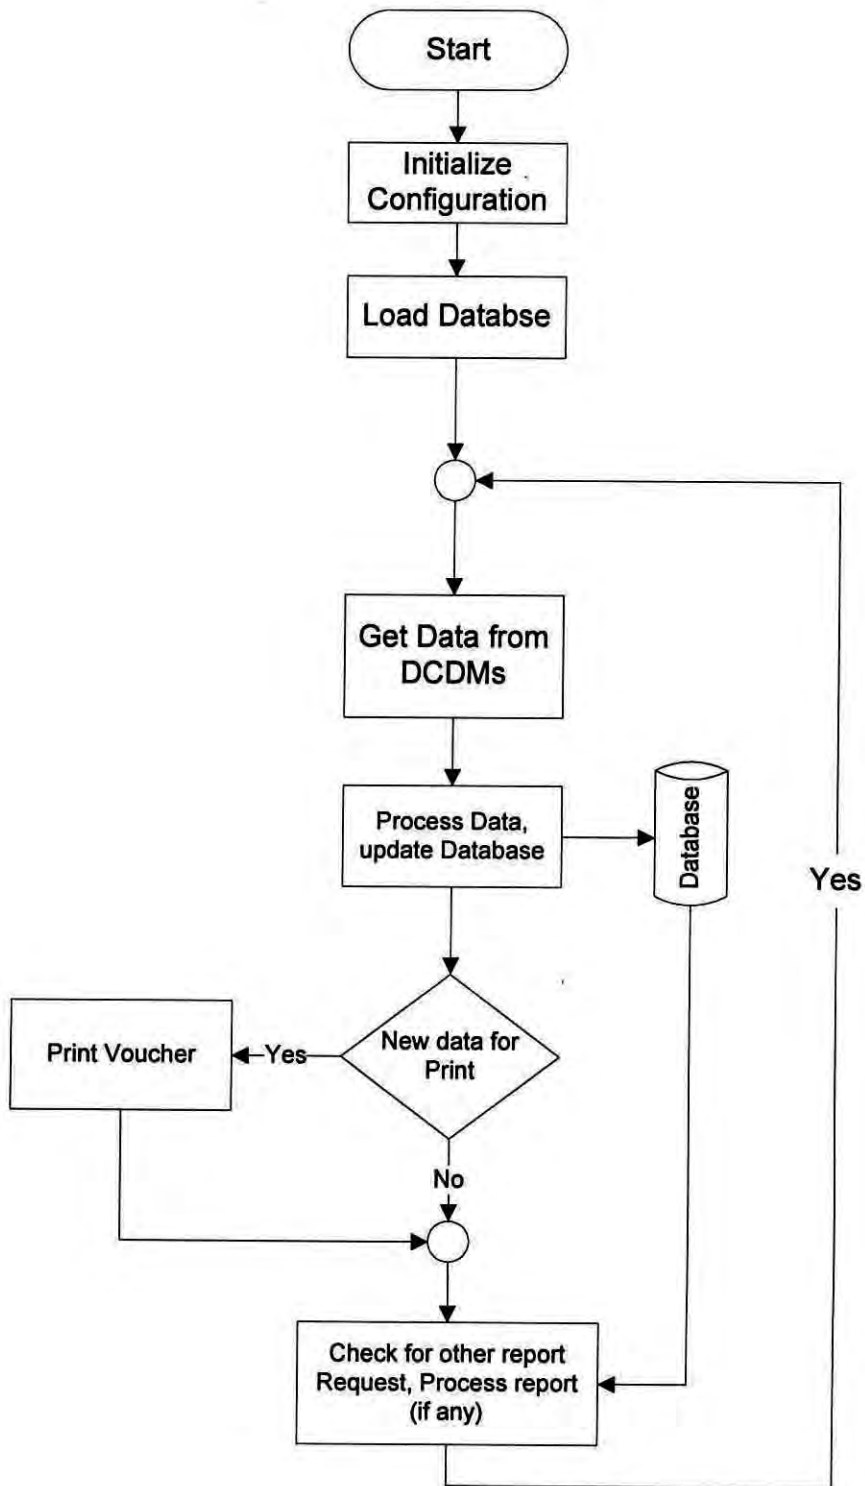 Start
Initialize
Configuration
Load Databse
Get Data from
DCDMs
Process Data,
update Database
Database
Yes
New data for
Print
Yes
Print Voucher
No
Check for other report
Request, Process report
(if any)